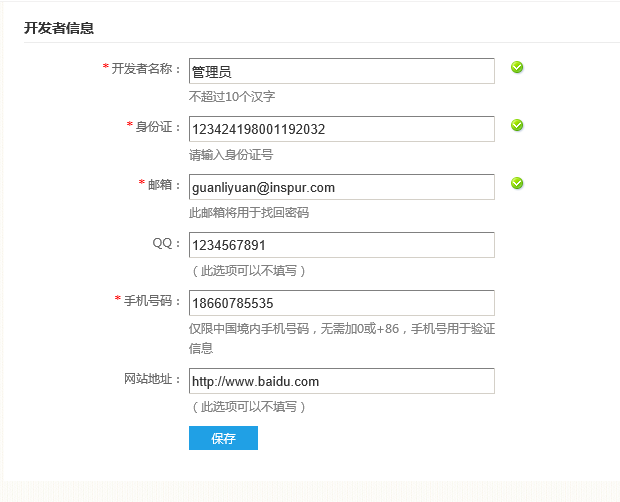 开发者信息
* 开发者名称： 管理员
不超过10个汉字
* 身份证： 123424198001192032
请输入身份证号
* 邮箱： guanliyuan@inspur.com
此邮箱将用于找回密码
QQ： 1234567891
（此选项可以不填写）
* 手机号码： 18660785535
仅限中国境内手机号码，无需加0或+86，手机号用于验证
信息
网站地址： http://www.baidu.com
（此选项可以不填写）
保存